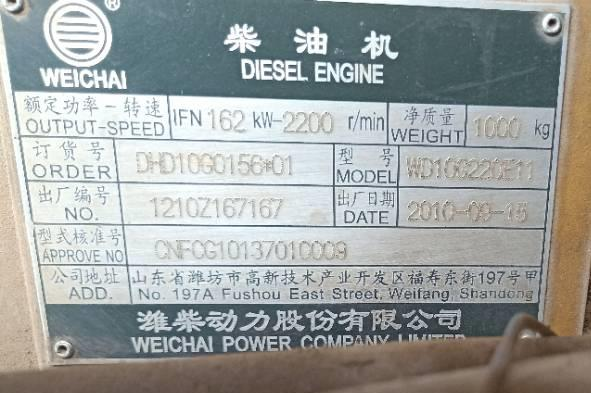 WEICHAI
柴油机
DIESEL ENGINE
额定功率－转速 IFN 162 kW-2200 r/min 净质量 1000 kg
OUTPUT-SPEED WEIGHT
订货号 DHD10G0156*01 型号 WD10G220E11
ORDER MODEL
出厂编号 1210Z167167 出厂日期 2010-09-15
NO. DATE
型式核准号 CNFCG10137010009
APPROVE NO
公司地址 山东省潍坊市高新技术产业开发区福寿东街197号甲
ADD. No. 197A Fushou East Street, Weifang, Shandong
潍柴动力股份有限公司
WEICHAI POWER COMPANY LIMITED